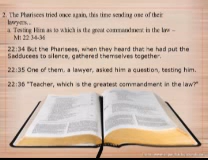 2. The Pharisees tried once again, this time sending one of their
lawyers...
a. Testing Him as to which is the great commandment in the law –
Mt 22:34-36
22:34 But the Pharisees, when they heard that he had put the
Sadducees to silence, gathered themselves together.
22:35 One of them, a lawyer, asked him a question, testing him.
22:36 "Teacher, which is the greatest commandment in the law?"